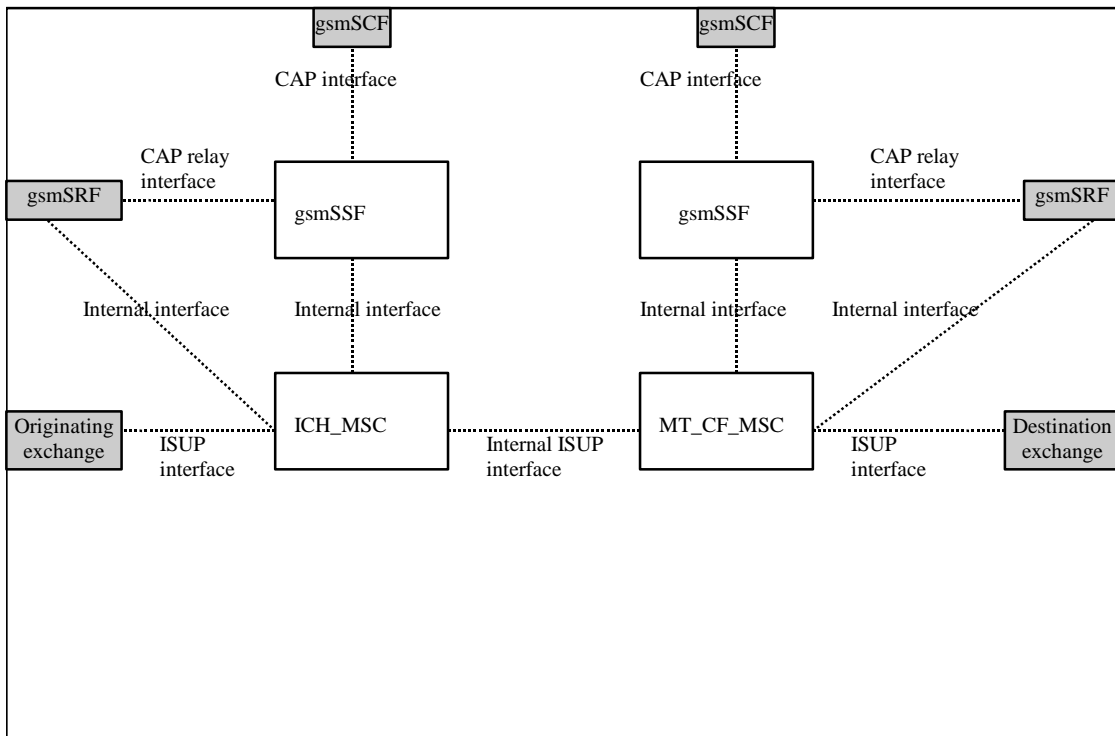 gsmSCF
gsmSCF
CAP interface
CAP interface
CAP relay
interface
CAP relay
interface
gsmSRF
gsmSSF
gsmSSF
gsmSRF
Internal interface
Internal interface
Internal interface
Internal interface
Originating
exchange
ISUP
interface
ICH_MSC
Internal ISUP
interface
MT_CF_MSC
ISUP
interface
Destination
exchange